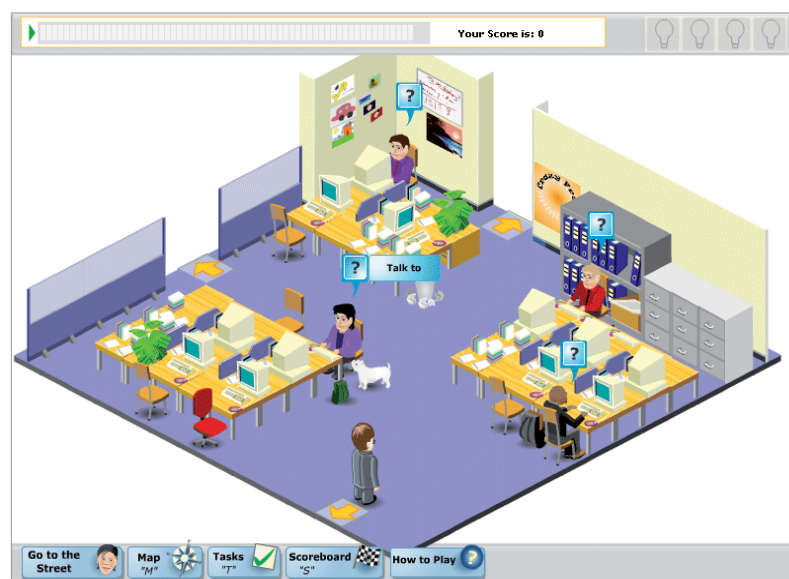 Your Score is: 0
?
?
? Talk to
?
Go to the
Street
Map
"M"
Tasks
"T"
Scoreboard
"S"
How to Play ?